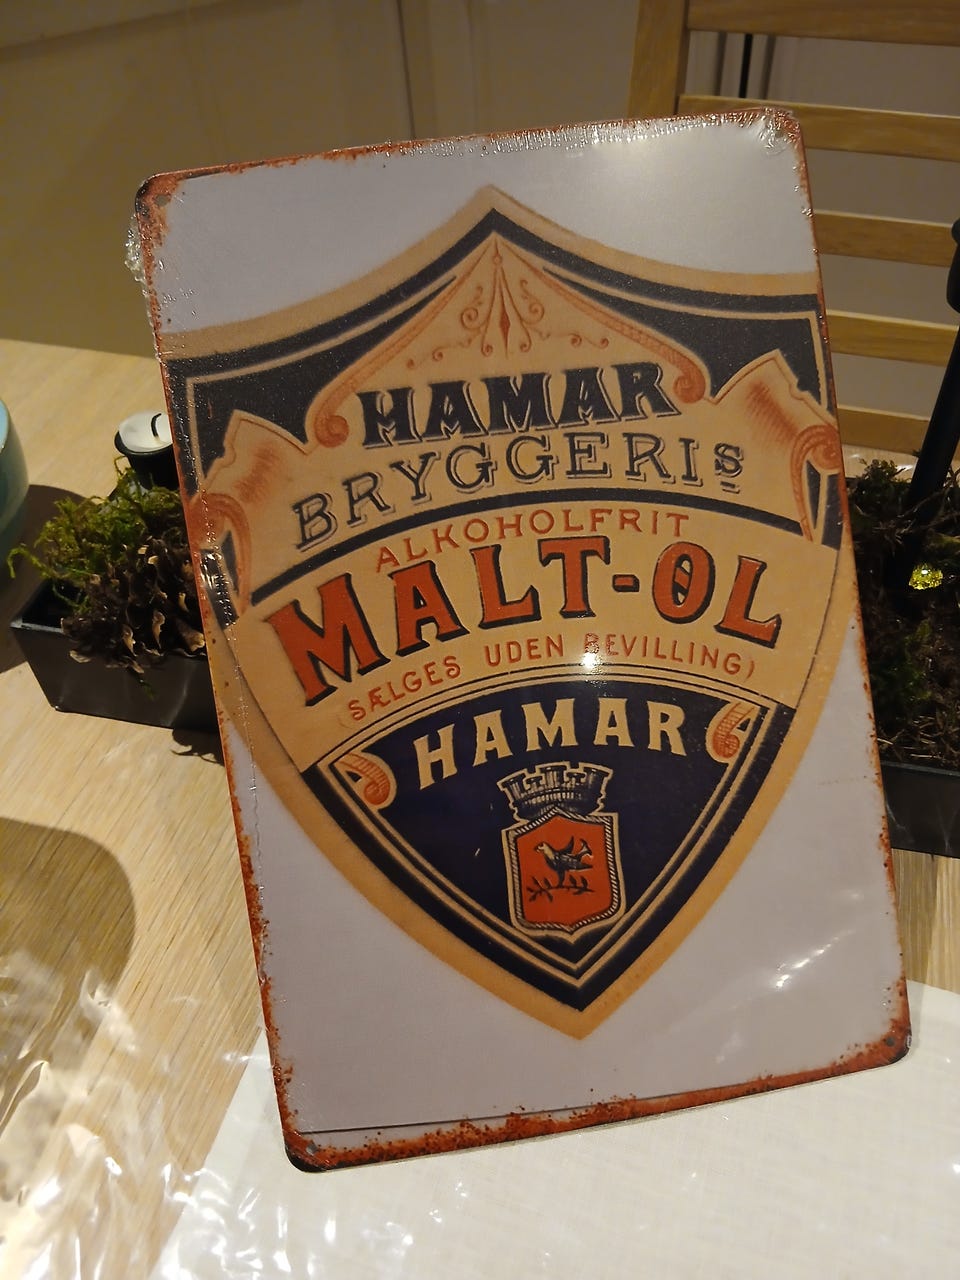 HAMAR
BRYGGERIS
ALKOHOLFRIT
MALT-ØL
(SÆLGES UDEN BEVILLING)
HAMAR